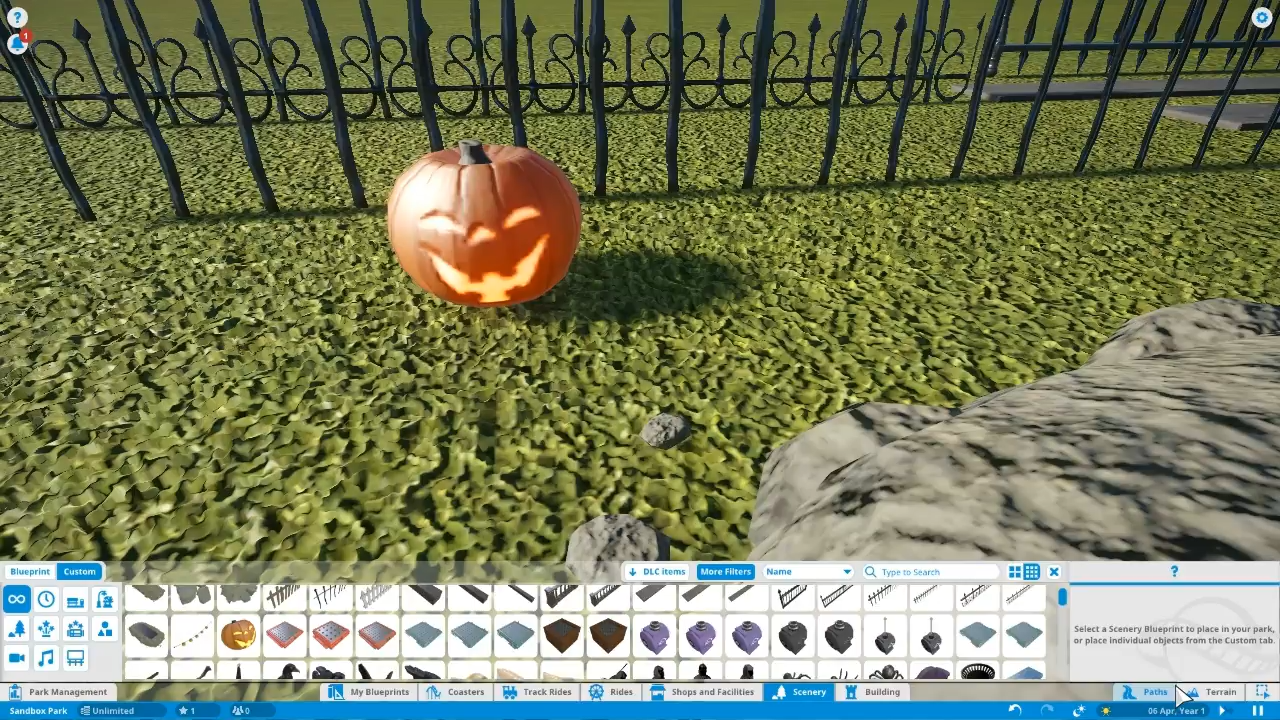 ?
1
Blueprint Custom DLC items More Filters Name Type to Search ?
Select a Scenery Blueprint to place in your park,
or place individual objects from the Custom tab
Park Management My Blueprints Coasters Track Rides Rides Shops and Facilities Scenery Building Paths Terrain
Sandbox Park Unlimited 1 0 06 Apr, Year 1